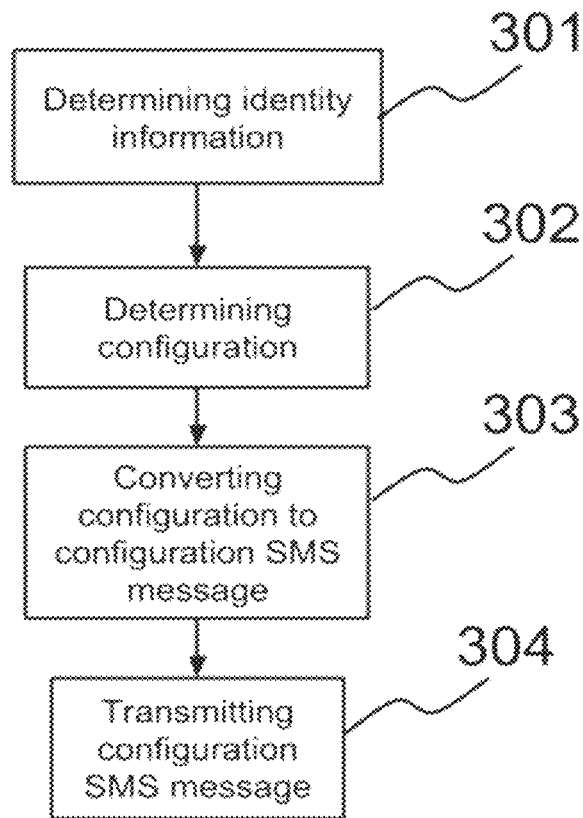 301
Determining identity
information
302
Determining
configuration
303
Converting
configuration to
configuration SMS
message
304
Transmitting
configuration
SMS message